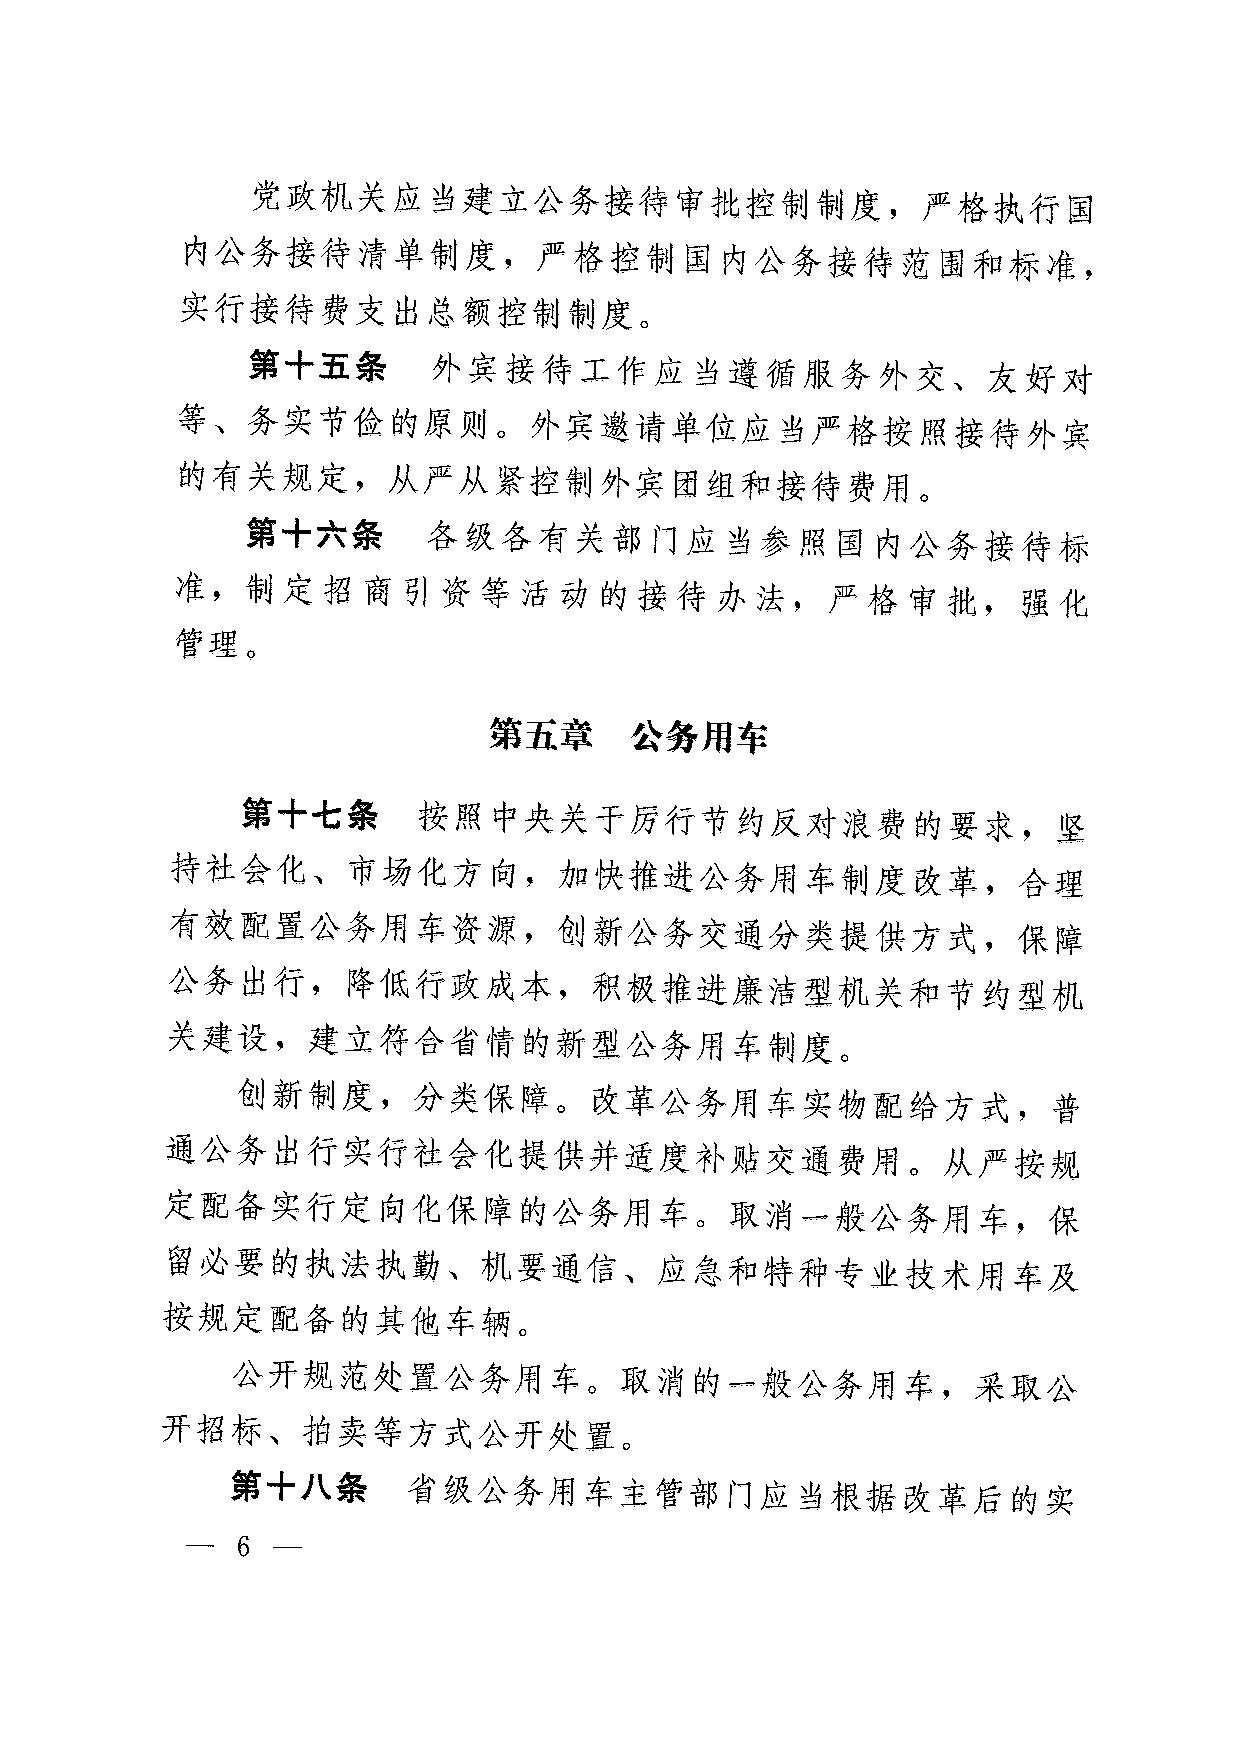 党政机关应当建立公务接待审批控制制度，严格执行国
内公务接待清单制度，严格控制国内公务接待范围和标准，
实行接待费支出总额控制制度。
第十五条　外宾接待工作应当遵循服务外交、友好对
等、务实节俭的原则。外宾邀请单位应当严格按照接待外宾
的有关规定，从严从紧控制外宾团组和接待费用。
第十六条　各级各有关部门应当参照国内公务接待标
准，制定招商引资等活动的接待办法，严格审批，强化
管理。
第五章　公务用车
第十七条　按照中央关于厉行节约反对浪费的要求，坚
持社会化、市场化方向，加快推进公务用车制度改革，合理
有效配置公务用车资源，创新公务交通分类提供方式，保障
公务出行，降低行政成本，积极推进廉洁型机关和节约型机
关建设，建立符合省情的新型公务用车制度。
创新制度，分类保障。改革公务用车实物配给方式，普
通公务出行实行社会化提供并适度补贴交通费用。从严按规
定配备实行定向化保障的公务用车。取消一般公务用车，保
留必要的执法执勤、机要通信、应急和特种专业技术用车及
按规定配备的其他车辆。
公开规范处置公务用车。取消的一般公务用车，采取公
开招标、拍卖等方式公开处置。
第十八条　省级公务用车主管部门应当根据改革后的实
— 6 —